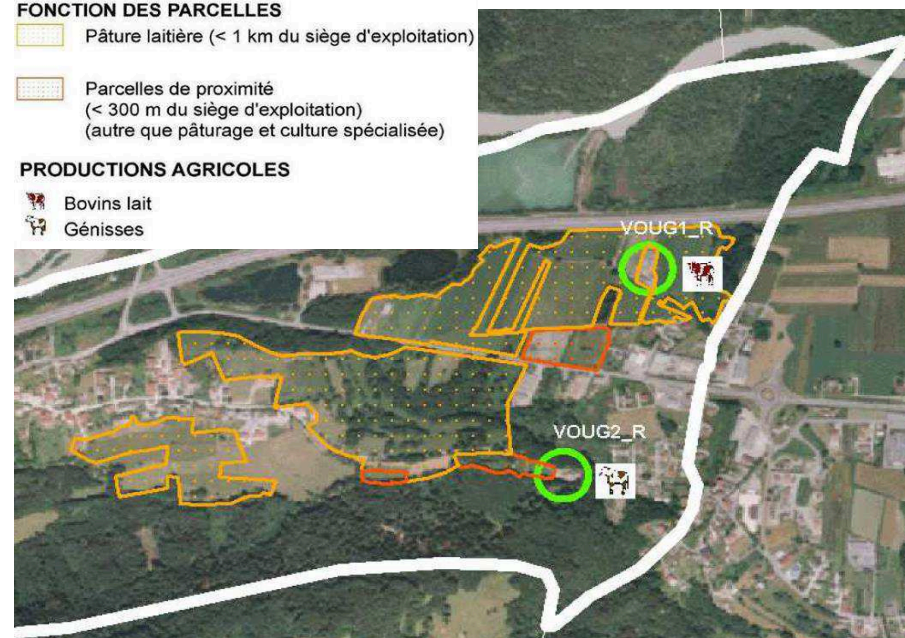 FONCTION DES PARCELLES
Pâture laitière (< 1 km du siège d'exploitation)
Parcelles de proximité
(< 300 m du siège d'exploitation)
(autre que pâturage et culture spécialisée)
PRODUCTIONS AGRICOLES
Bovins lait
Génisses
VOUG1_R
VOUG2_R